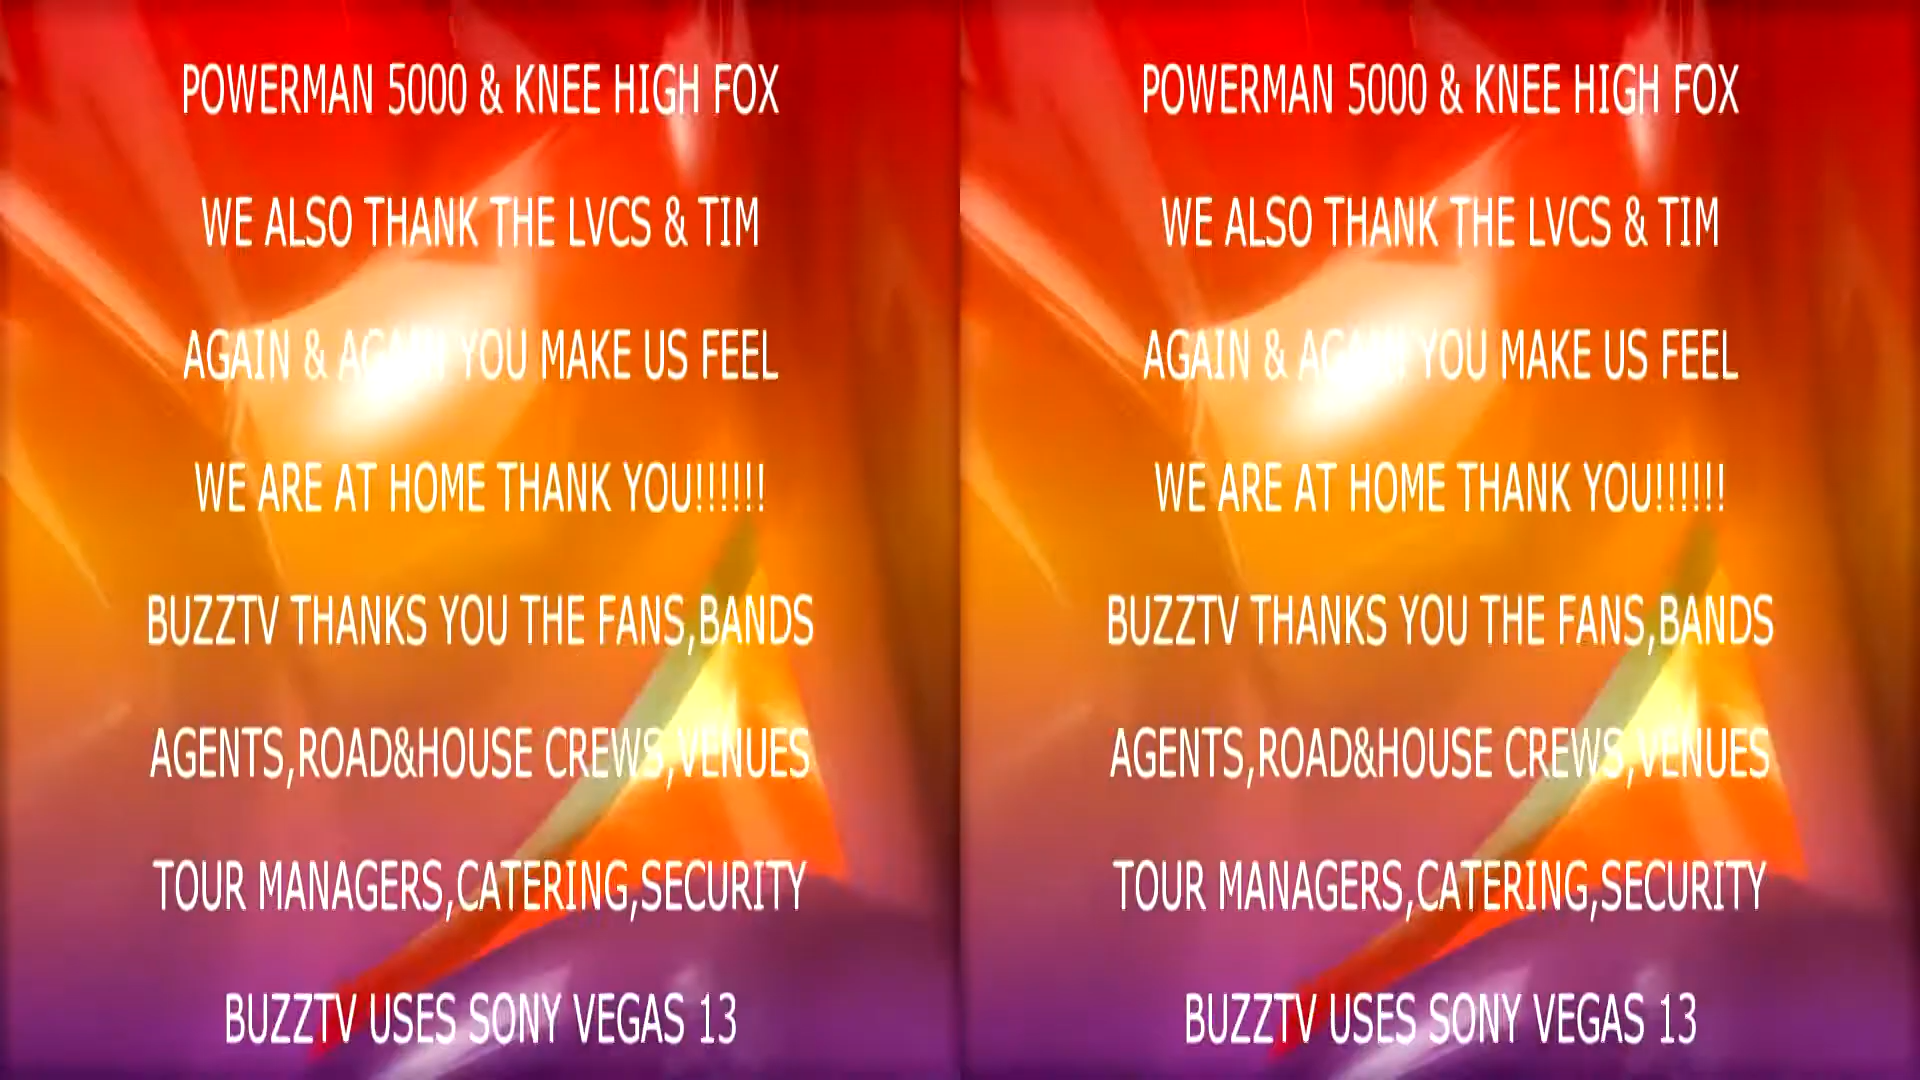 POWERMAN 5000 & KNEE HIGH FOX
WE ALSO THANK THE LVCS & TIM
AGAIN & AGAIN YOU MAKE US FEEL
WE ARE AT HOME THANK YOU!!!!!!
BUZZTV THANKS YOU THE FANS,BANDS
AGENTS,ROAD&HOUSE CREWS,VENUES
TOUR MANAGERS,CATERING,SECURITY
BUZZTV USES SONY VEGAS 13
POWERMAN 5000 & KNEE HIGH FOX
WE ALSO THANK THE LVCS & TIM
AGAIN & AGAIN YOU MAKE US FEEL
WE ARE AT HOME THANK YOU!!!!!!
BUZZTV THANKS YOU THE FANS,BANDS
AGENTS,ROAD&HOUSE CREWS,VENUES
TOUR MANAGERS,CATERING,SECURITY
BUZZTV USES SONY VEGAS 13